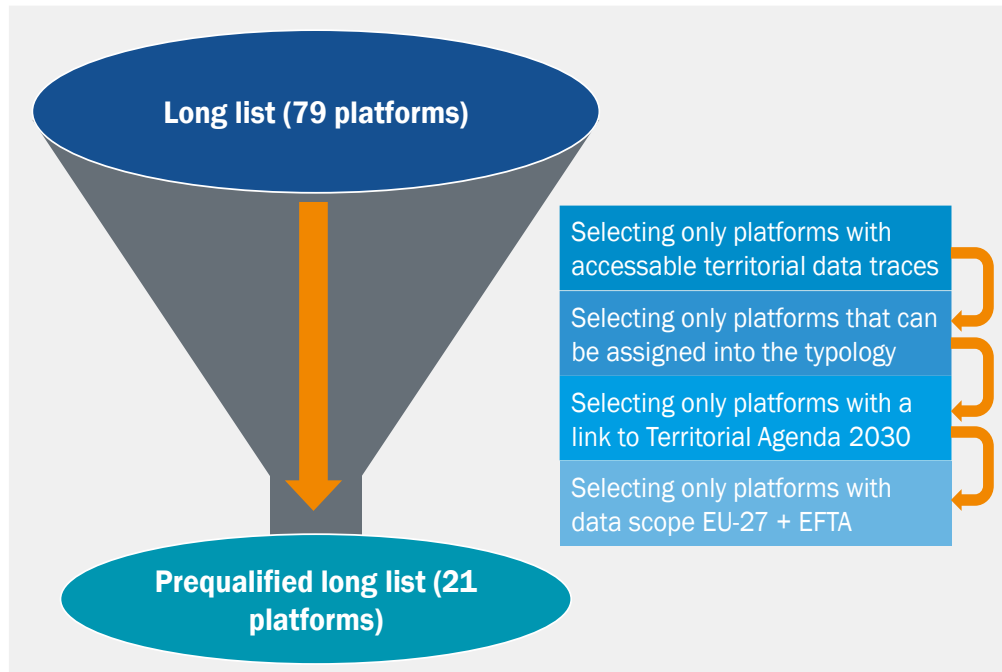 Long list (79 platforms)
Selecting only platforms with
accessable territorial data traces
Selecting only platforms that can
be assigned into the typology
Selecting only platforms with a
link to Territorial Agenda 2030
Selecting only platforms with
data scope EU-27 + EFTA
Prequalified long list (21
platforms)